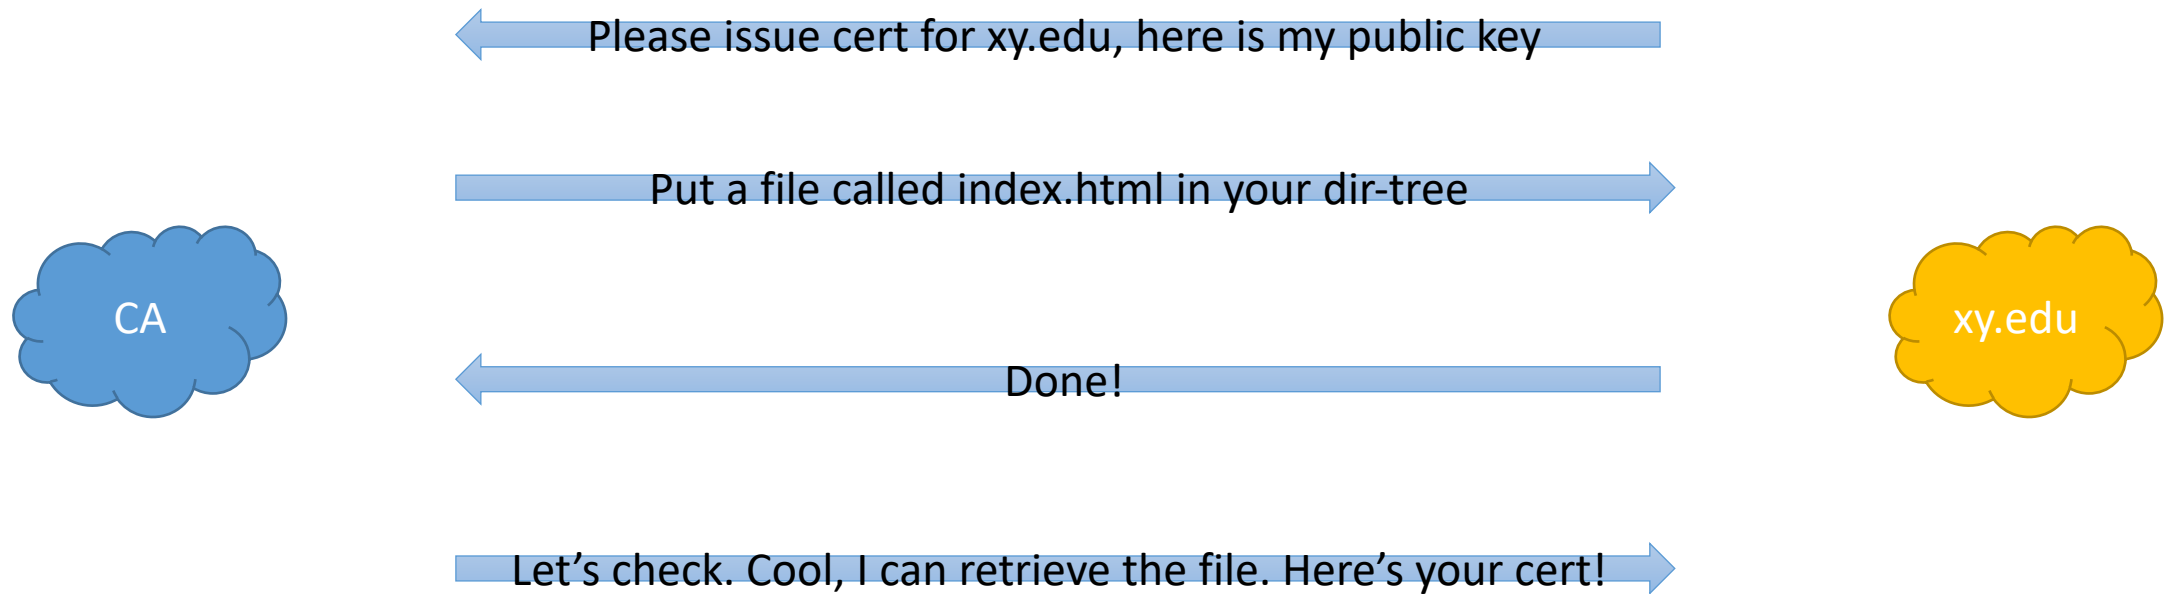 Please issue cert for xy.edu, here is my public key
Put a file called index.html in your dir-tree
CA
xy.edu
Done!
Let’s check. Cool, I can retrieve the file. Here’s your cert!